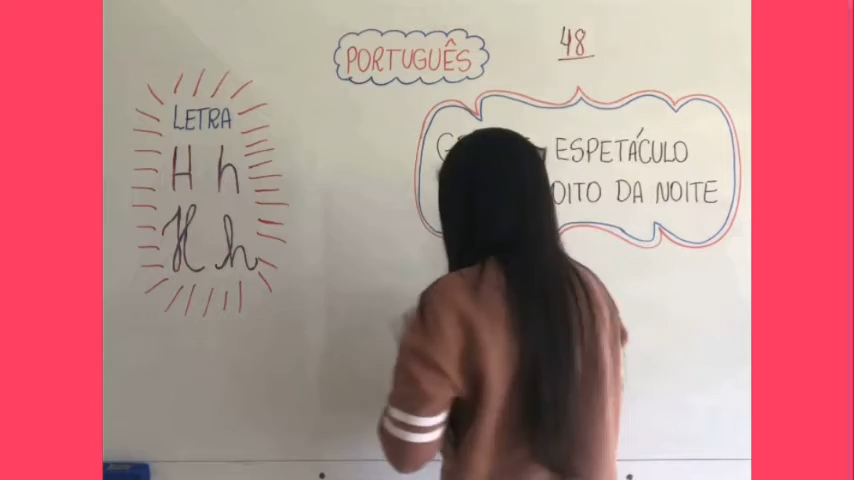 PORTUGUÊS
48
LETRA
H h
H h
ESPETÁCULO
OITO DA NOITE